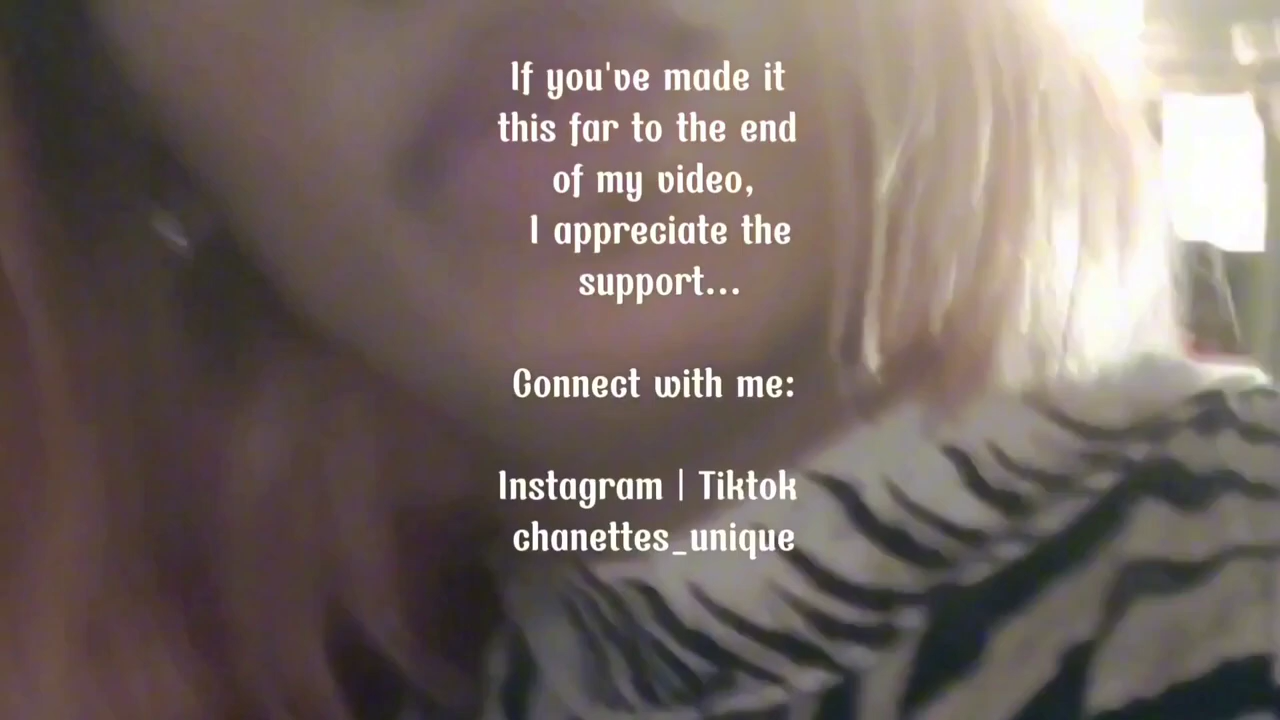 If you've made it
this far to the end
of my video,
I appreciate the
support...
Connect with me:
Instagram | Tiktok
chanettes_unique